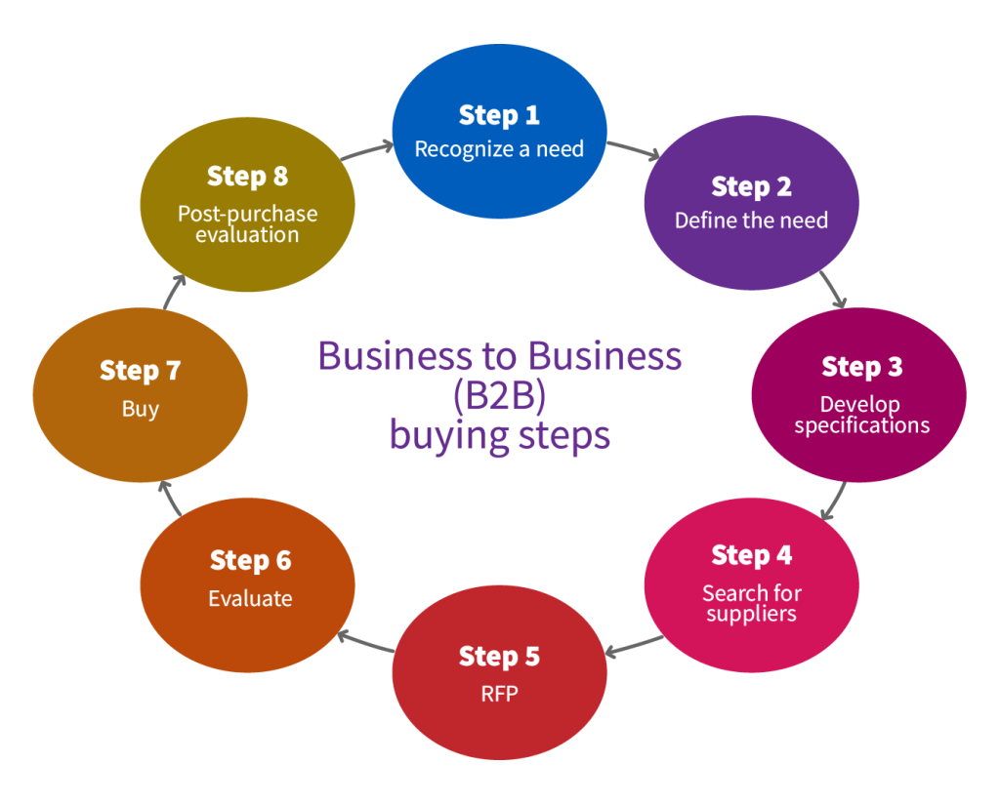 Step 1
Recognize a need
Step 2
Define the need
Step 3
Develop
specifications
Step 4
Search for
suppliers
Step 5
RFP
Step 6
Evaluate
Step 7
Buy
Step 8
Post-purchase
evaluation
Business to Business
(B2B)
buying steps